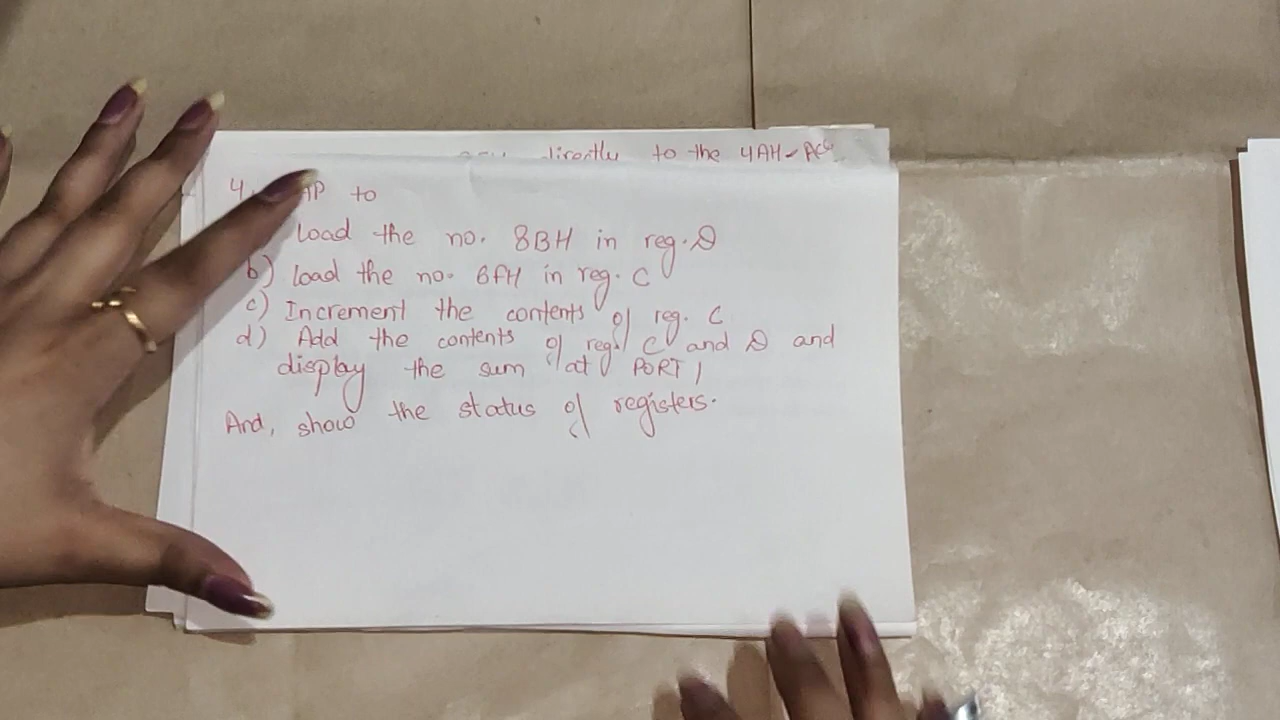 directly to the 4AH - Acc
4. AP to
Load the no. 8BH in reg. D
b) Load the no. 6FH in reg. C
c) Increment the contents of reg. C
d) Add the contents of reg. C and D and
display the sum at PORT 1
And, show the status of registers.